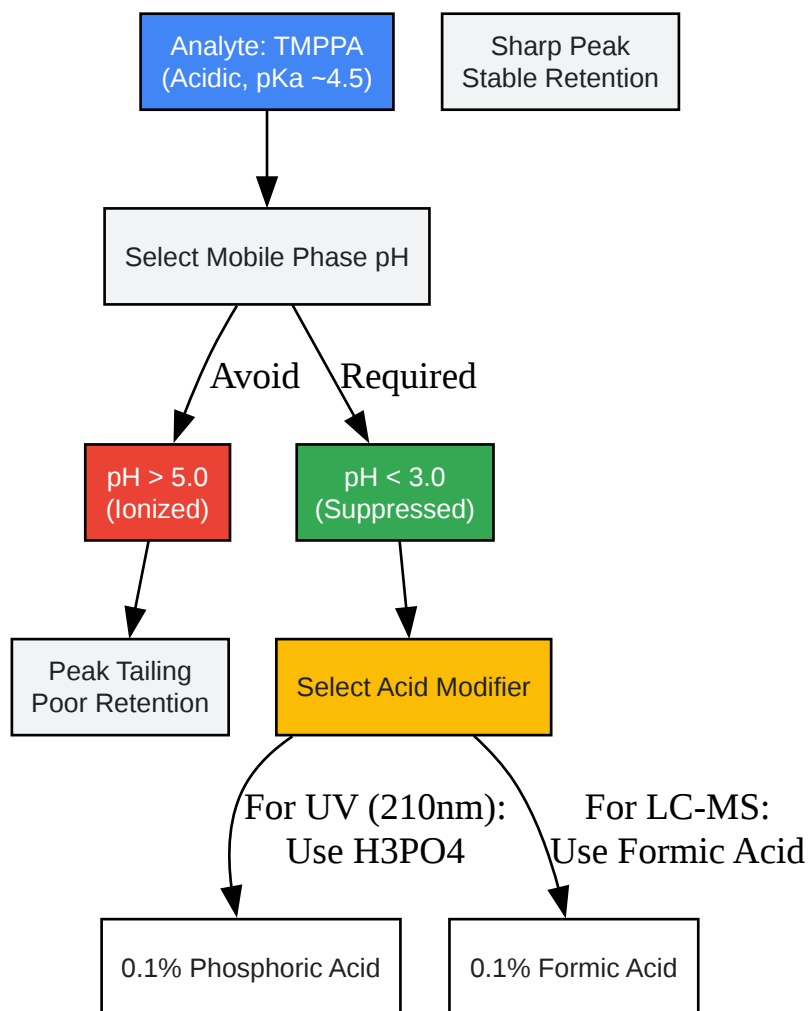 Analyte: TMPPA
(Acidic, pKa ~4.5)
Sharp Peak
Stable Retention
Select Mobile Phase pH
Avoid
Required
pH > 5.0
(Ionized)
pH < 3.0
(Suppressed)
Peak Tailing
Poor Retention
Select Acid Modifier
For UV (210nm):
Use H3PO4
For LC-MS:
Use Formic Acid
0.1% Phosphoric Acid
0.1% Formic Acid